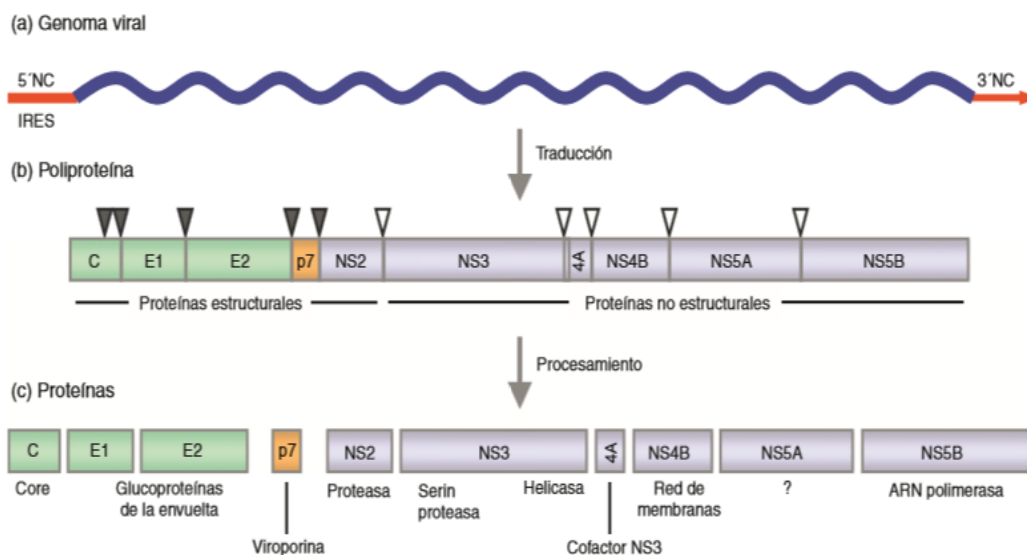 (a) Genoma viral
5´NC
3´NC
IRES
Traducción
(b) Poliproteína
C E1 E2 p7 NS2 NS3 4A NS4B NS5A NS5B
Proteínas estructurales Proteínas no estructurales
Procesamiento
(c) Proteínas
C E1 E2 p7 NS2 NS3 4A NS4B NS5A NS5B
Core Glucoproteínas Proteasa Serin Helicasa Red de ? ARN polimerasa
de la envuelta proteasa membranas
Viroporina Cofactor NS3